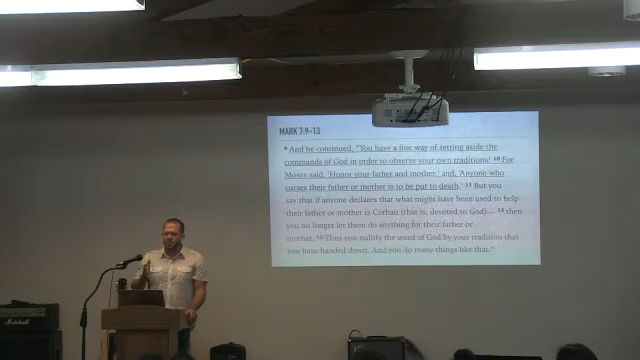 MARK 7.9–13
9 And he continued, “You have a fine way of setting aside the
commands of God in order to observe your own traditions! 10 For
Moses said, ‘Honor your father and mother,’ and, ‘Anyone who
curses their father or mother is to be put to death.’ 11 But you
say that if anyone declares that what might have been used to help
their father or mother is Corban (that is, devoted to God)— 12 then
you no longer let them do anything for their father or
mother. 13 Thus you nullify the word of God by your tradition that
you have handed down. And you do many things like that.”
Marshall